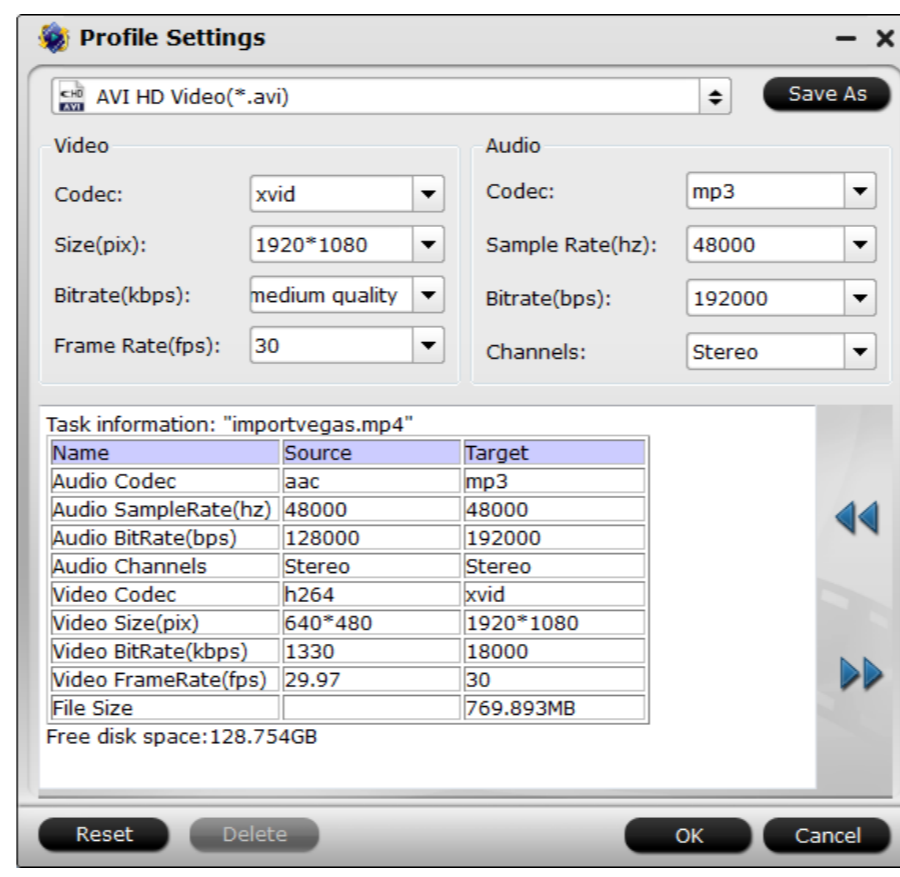 Profile Settings
HD
AVI
AVI HD Video(*.avi)
Save As
Video
Codec:
xvid
Size(pix):
1920*1080
Bitrate(kbps):
medium quality
Frame Rate(fps):
30
Audio
Codec:
mp3
Sample Rate(hz):
48000
Bitrate(bps):
192000
Channels:
Stereo
Task information: "importvegas.mp4"
Name Source Target
Audio Codec aac mp3
Audio SampleRate(hz) 48000 48000
Audio BitRate(bps) 128000 192000
Audio Channels Stereo Stereo
Video Codec h264 xvid
Video Size(pix) 640*480 1920*1080
Video BitRate(kbps) 1330 18000
Video FrameRate(fps) 29.97 30
File Size 769.893MB
Free disk space:128.754GB
Reset Delete OK Cancel